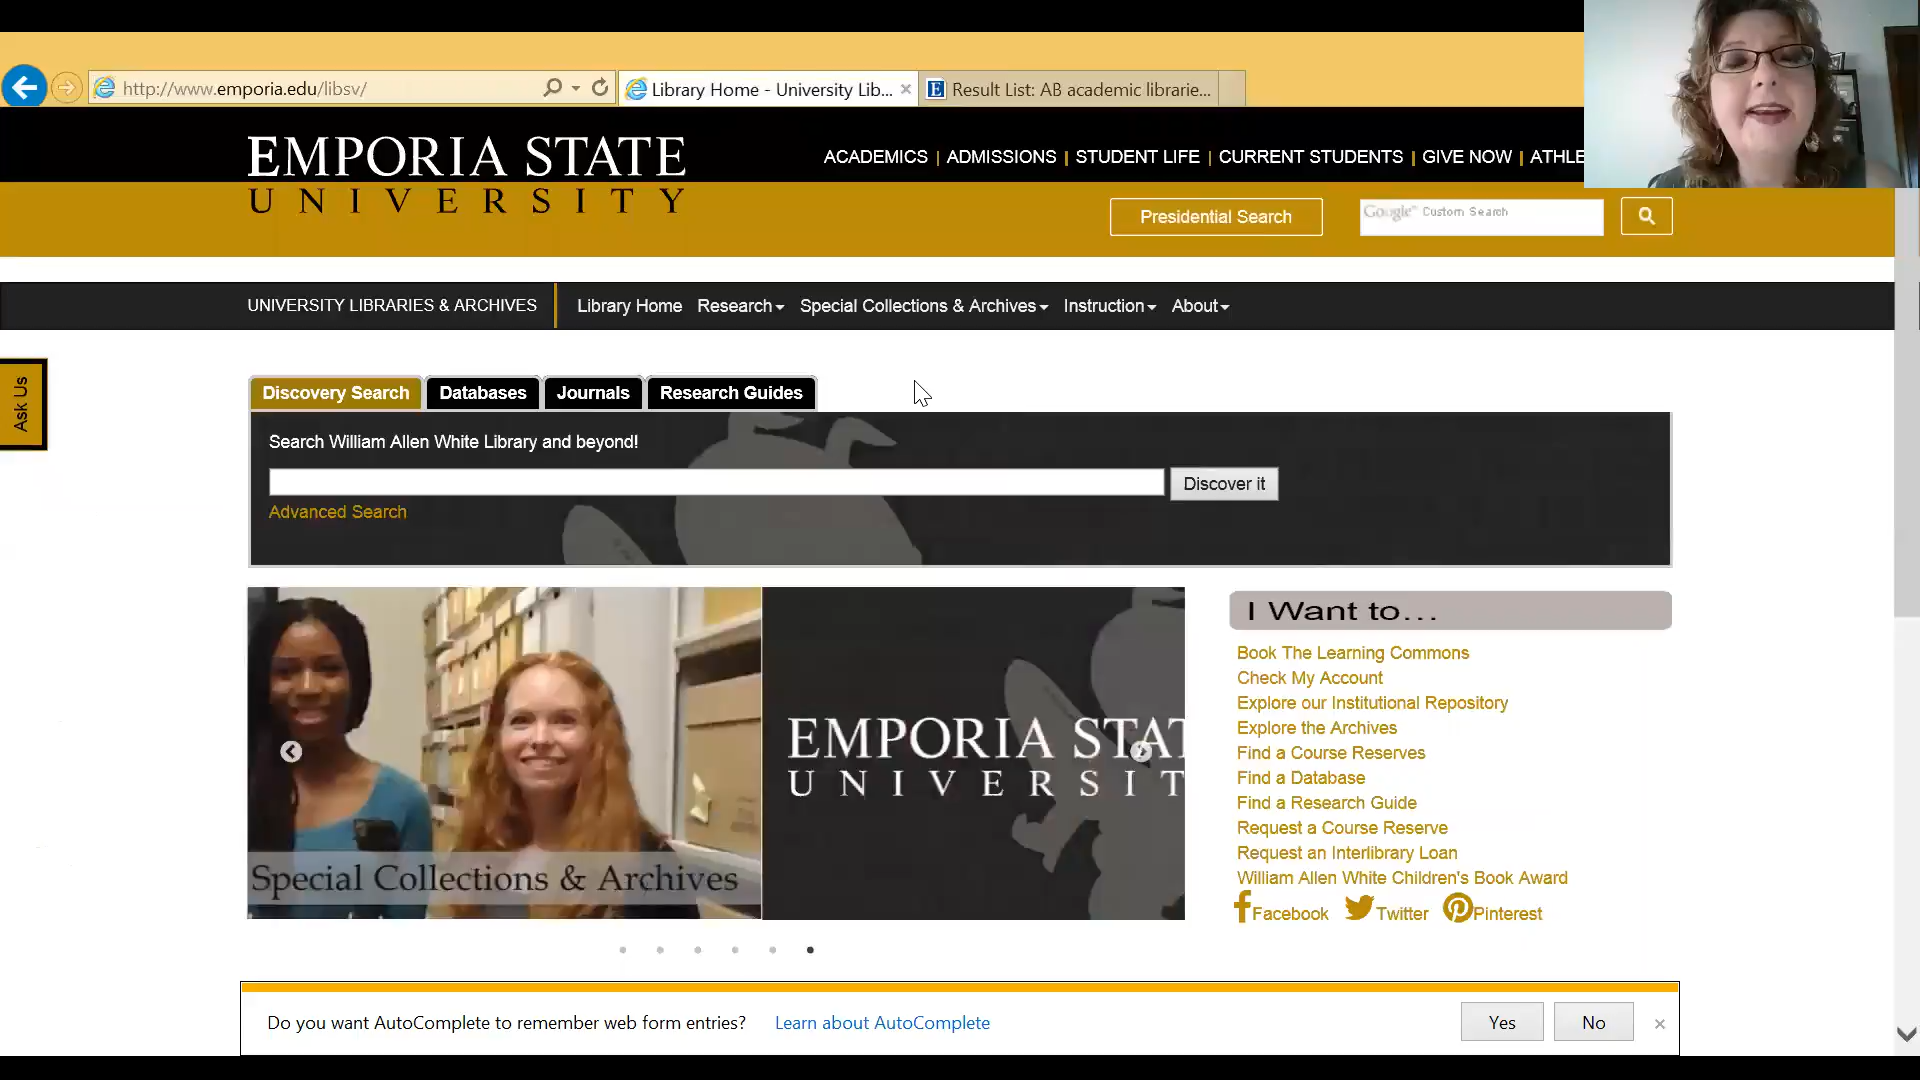 http://www.emporia.edu/libsv/
Library Home - University Lib...
Result List: AB academic librarie...
EMPORIA STATE
UNIVERSITY
ACADEMICS | ADMISSIONS | STUDENT LIFE | CURRENT STUDENTS | GIVE NOW | ATHLE
Presidential Search
Google Custom Search
UNIVERSITY LIBRARIES & ARCHIVES
Library Home Research Special Collections & Archives Instruction About
Ask Us
Discovery Search Databases Journals Research Guides
Search William Allen White Library and beyond!
Discover it
Advanced Search
Special Collections & Archives
EMPORIA STAT
UNIVERSIT
I Want to...
Book The Learning Commons
Check My Account
Explore our Institutional Repository
Explore the Archives
Find a Course Reserves
Find a Database
Find a Research Guide
Request a Course Reserve
Request an Interlibrary Loan
William Allen White Children's Book Award
Facebook Twitter Pinterest
Do you want AutoComplete to remember web form entries? Learn about AutoComplete
Yes No